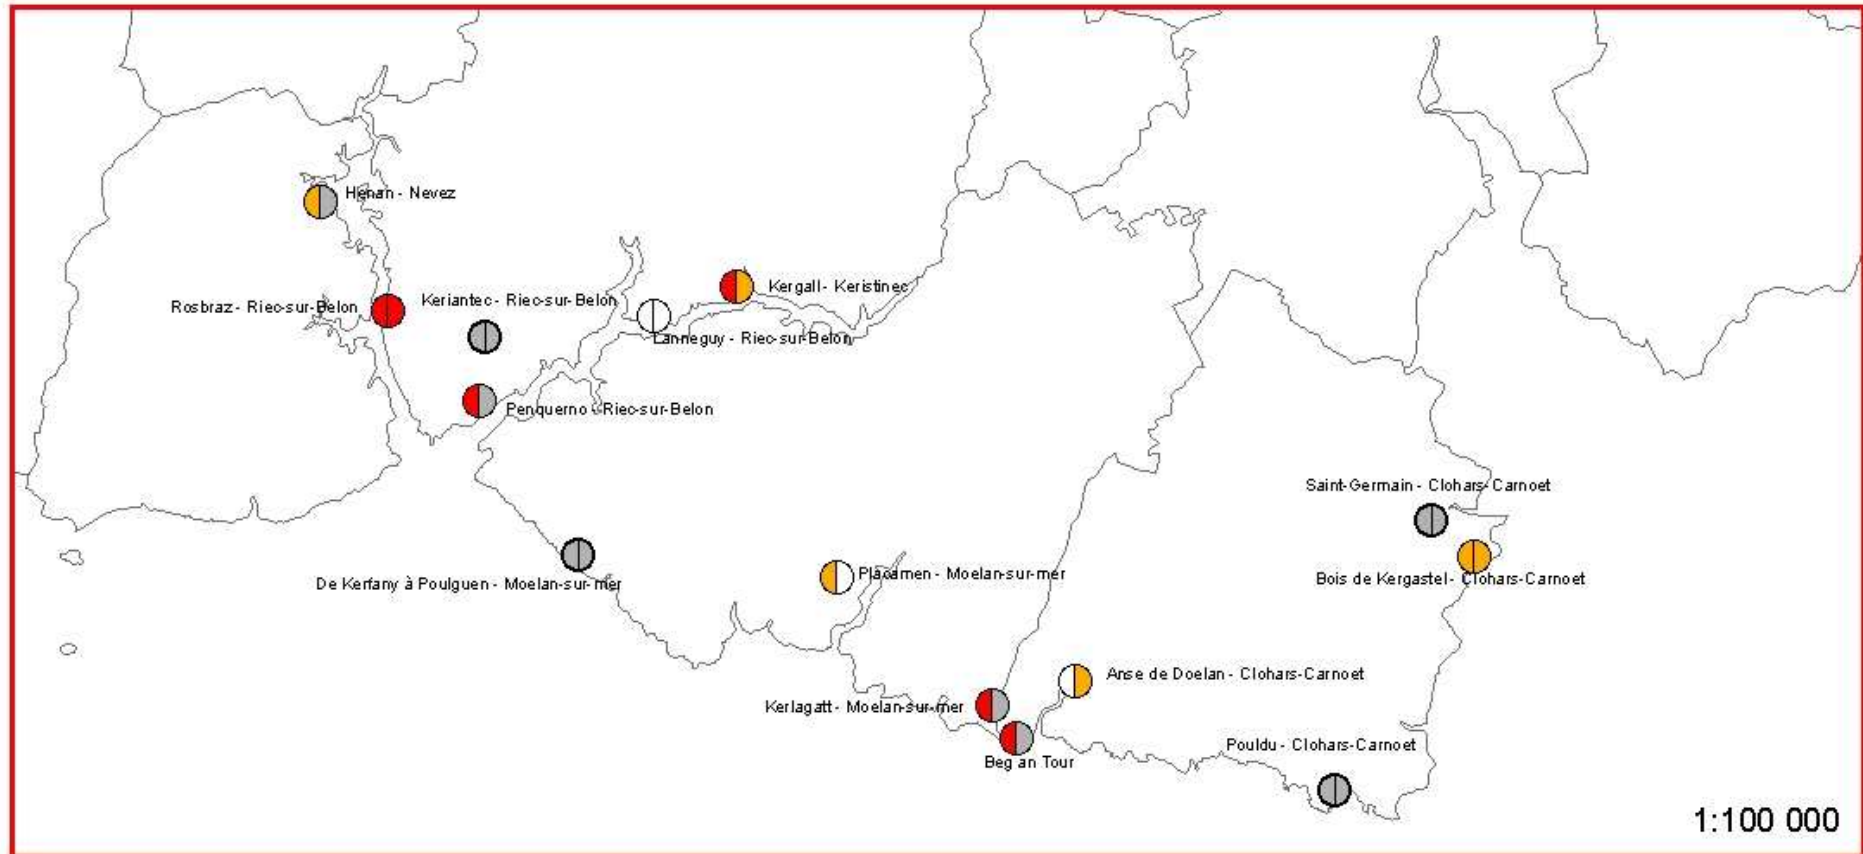 Henan - Nevez
Rosbraz - Riec-sur-Belon
Keriantec - Riec-sur-Belon
Kergall - Keristinec
Lanneguy - Riec-sur-Belon
Penquerno - Riec-sur-Belon
Saint-Germain - Clohars-Carnoet
De Kerfany à Poulguen - Moelan-sur-mer
Placamen - Moelan-sur-mer
Bois de Kergastel - Clohars-Carnoet
Anse de Doelan - Clohars-Carnoet
Kerlagatt - Moelan-sur-mer
Beg an Tour
Pouldu - Clohars-Carnoet
1:100 000